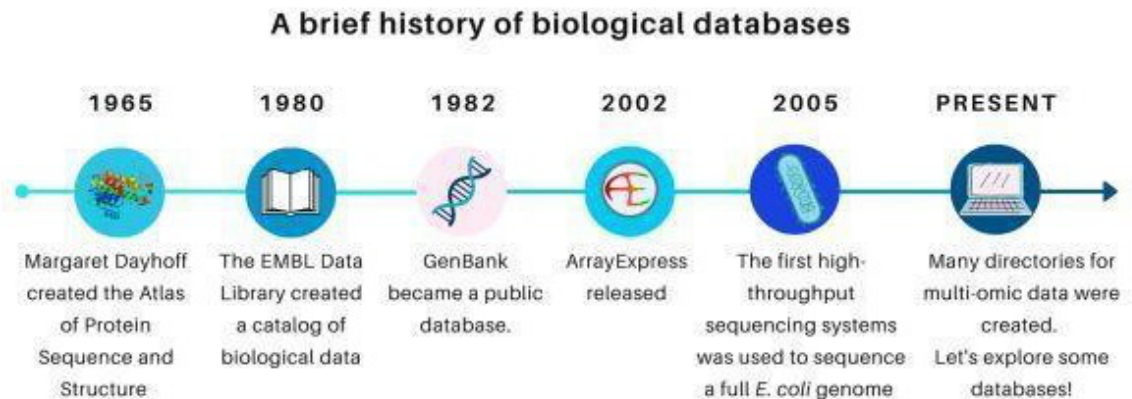 A brief history of biological databases
1965
1980
1982
2002
2005
PRESENT
Margaret Dayhoff
created the Atlas
of Protein
Sequence and
Structure
The EMBL Data
Library created
a catalog of
biological data
GenBank
became a public
database.
ArrayExpress
released
The first high-
throughput
sequencing systems
was used to sequence
a full E. coli genome
Many directories for
multi-omic data were
created.
Let's explore some
databases!